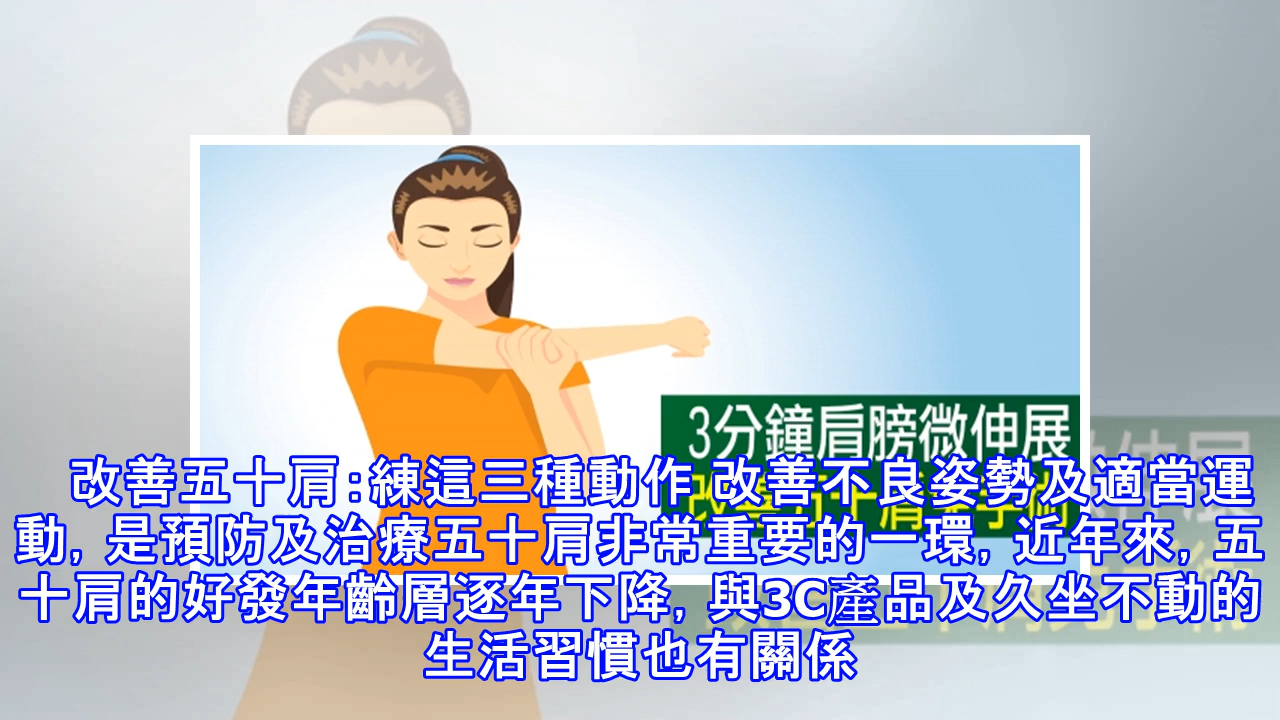 3分鐘肩膀微伸展
改善五十肩:練這三種動作 改善不良姿勢及適當運
動, 是預防及治療五十肩非常重要的一環, 近年來, 五
十肩的好發年齡層逐年下降, 與3C產品及久坐不動的
生活習慣也有關係